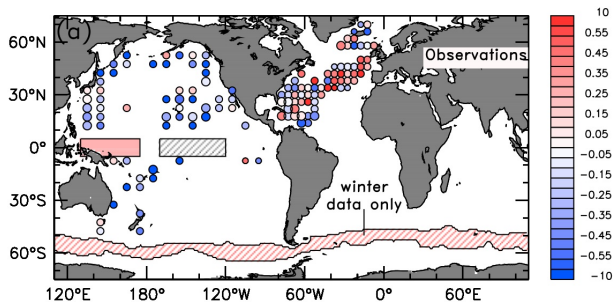 (a)
Observations
winter
data only
75°N
60°N
30°N
0°
30°S
60°S
120°E
180°
120°W
60°W
0°
60°E
10
0.55
0.45
0.35
0.25
0.15
0.05
-0.05
-0.15
-0.25
-0.35
-0.45
-0.55
-10